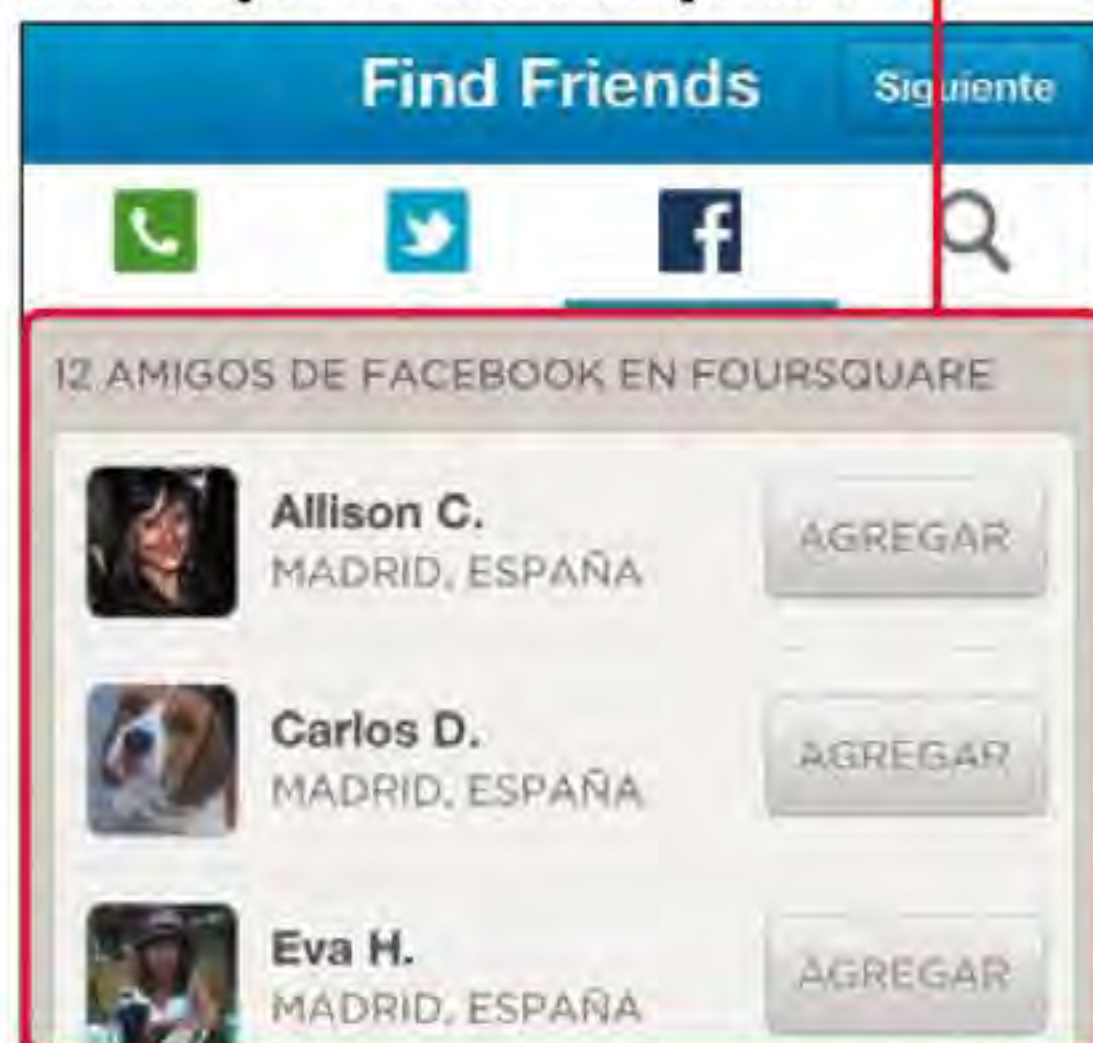 Find Friends
Siguiente
12 AMIGOS DE FACEBOOK EN FOURSQUARE
Allison C.
MADRID, ESPAÑA
AGREGAR
Carlos D.
MADRID, ESPAÑA
AGREGAR
Eva H.
MADRID, ESPAÑA
AGREGAR